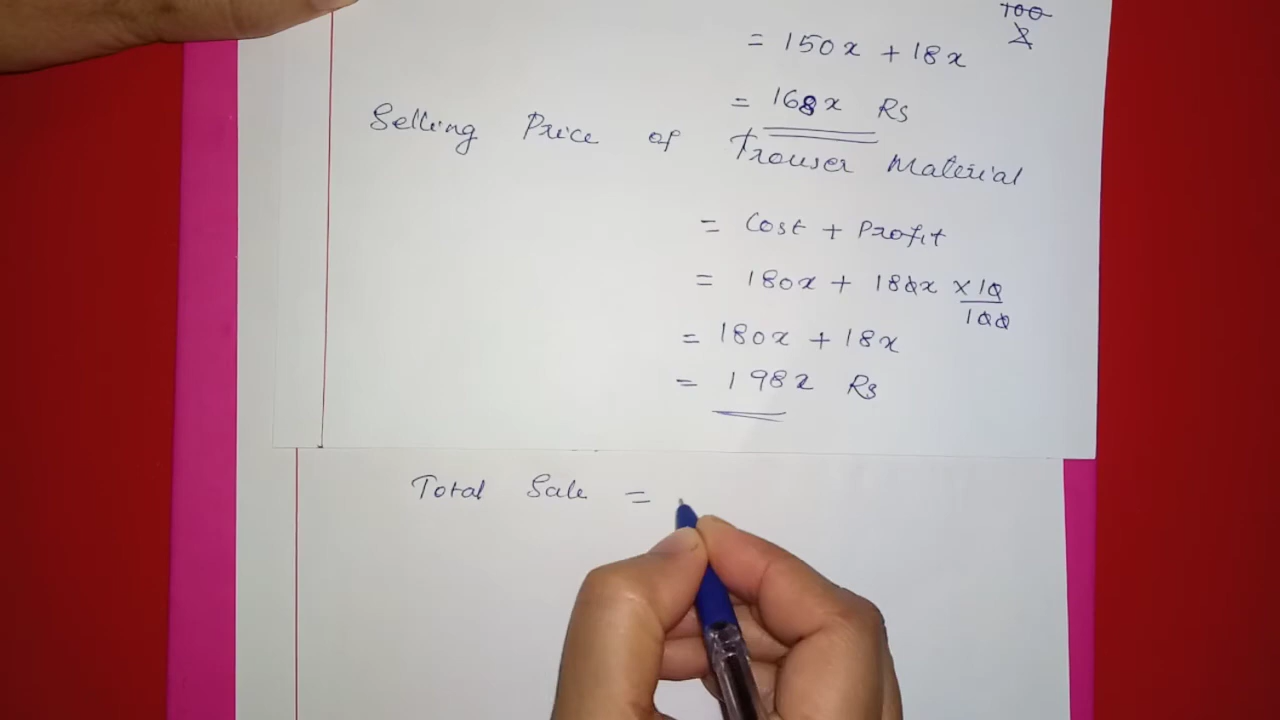 100
2
= 150x + 18x
= 168x Rs
Selling Price of Trouser Material
= Cost + Profit
= 180x + 180x × 10
100
= 180x + 18x
= 198x Rs
Total Sale =